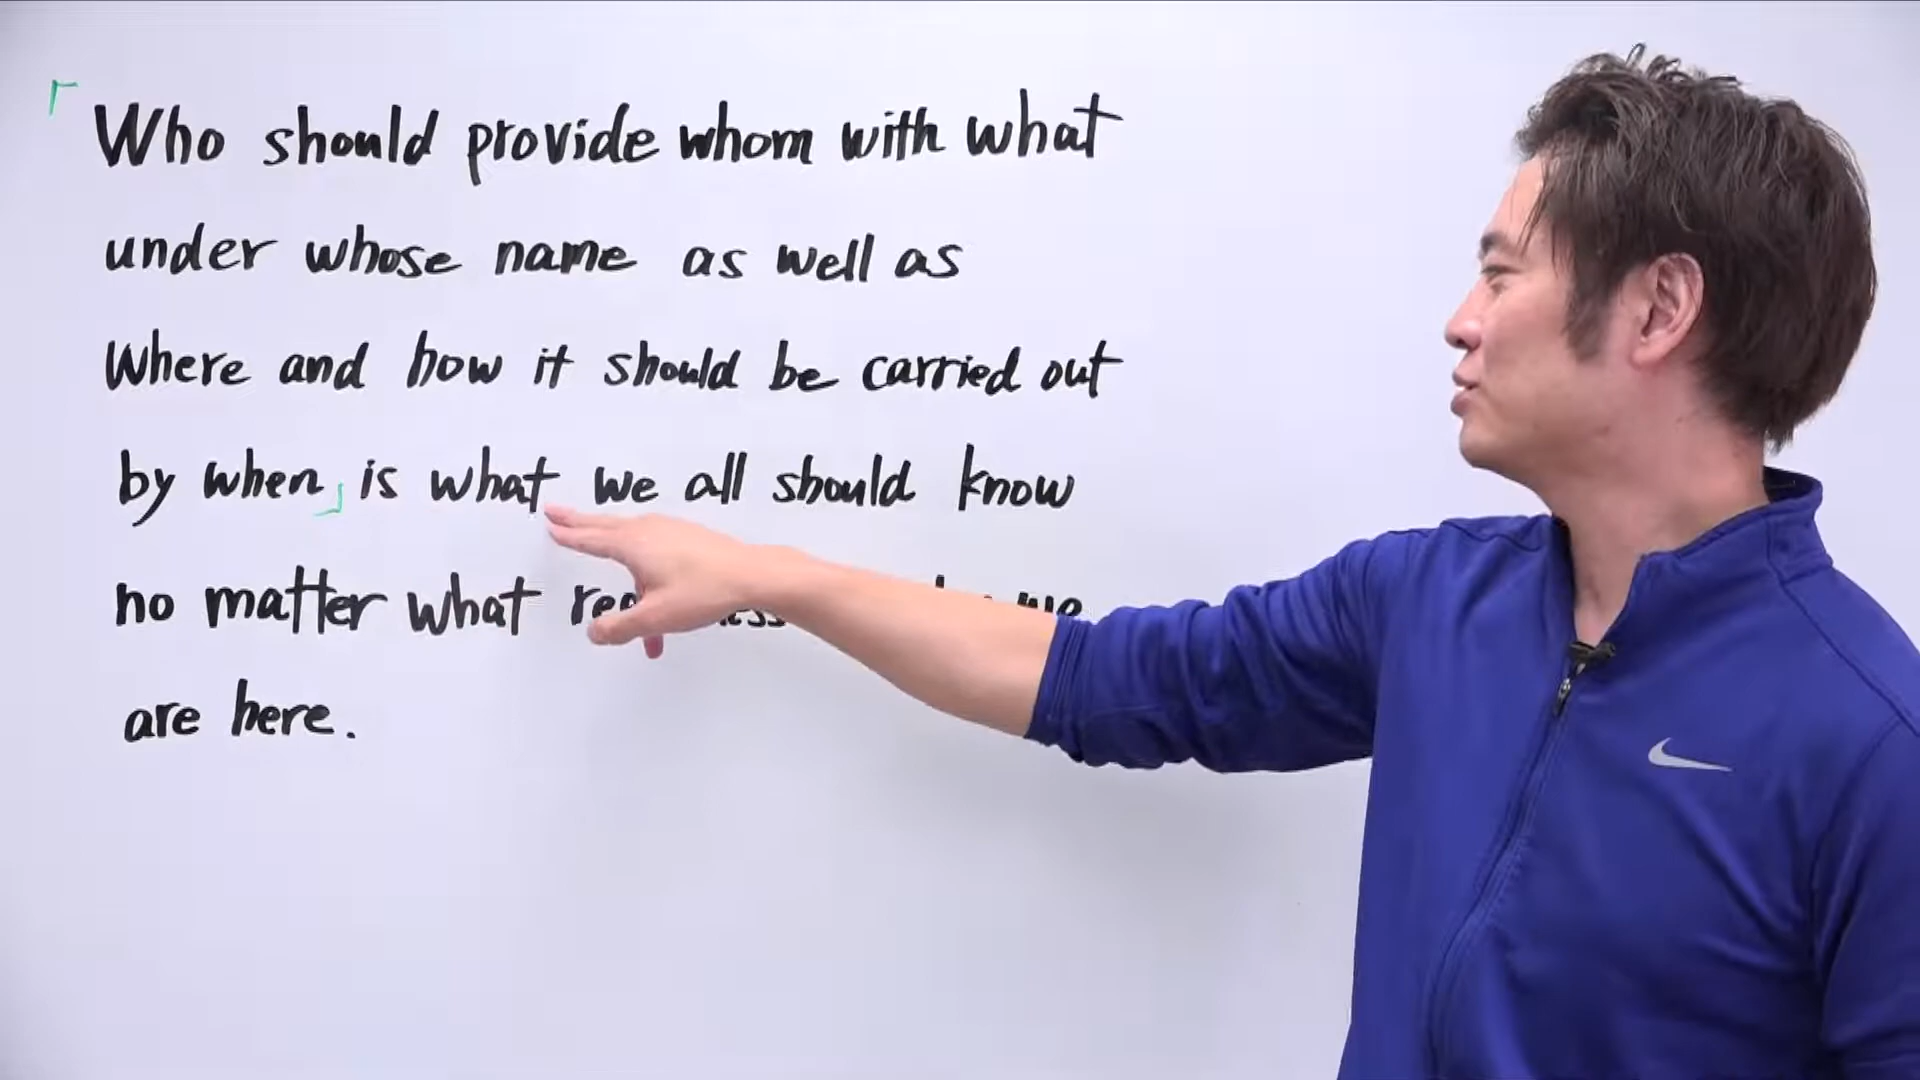 「Who should provide whom with what
under whose name as well as
where and how it should be carried out
by when」 is what we all should know
no matter what we
are here.